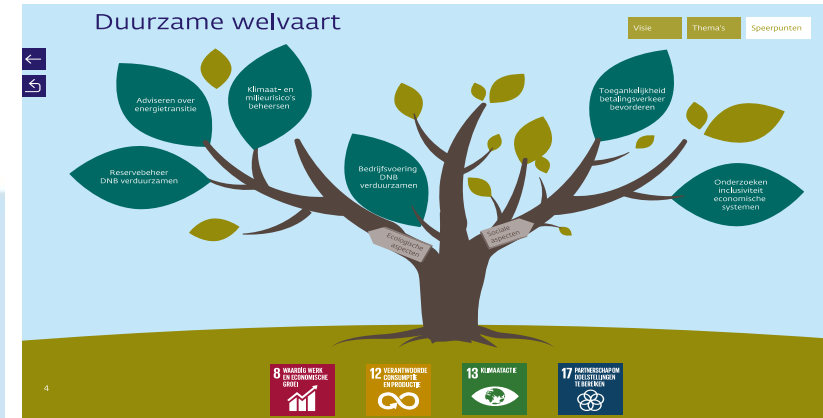 Duurzame welvaart
Visie
Thema's
Speerpunten
Adviseren over
energietransitie
Klimaat- en
milieurisico's
beheersen
Toegankelijkheid
betalingsverkeer
bevorderen
Reservebeheer
DNB verduurzamen
Bedrijfsvoering
DNB
verduurzamen
Onderzoeken
inclusiviteit
economische
systemen
Ecologische
aspecten
Sociale
aspecten
4
8 WAARDIG WERK
EN ECONOMISCHE
GROEI
12 VERANTWOORDE
CONSUMPTIE
EN PRODUCTIE
13 KLIMAATACTIE
17 PARTNERSCHAP OM
DOELSTELLINGEN
TE BEREIKEN